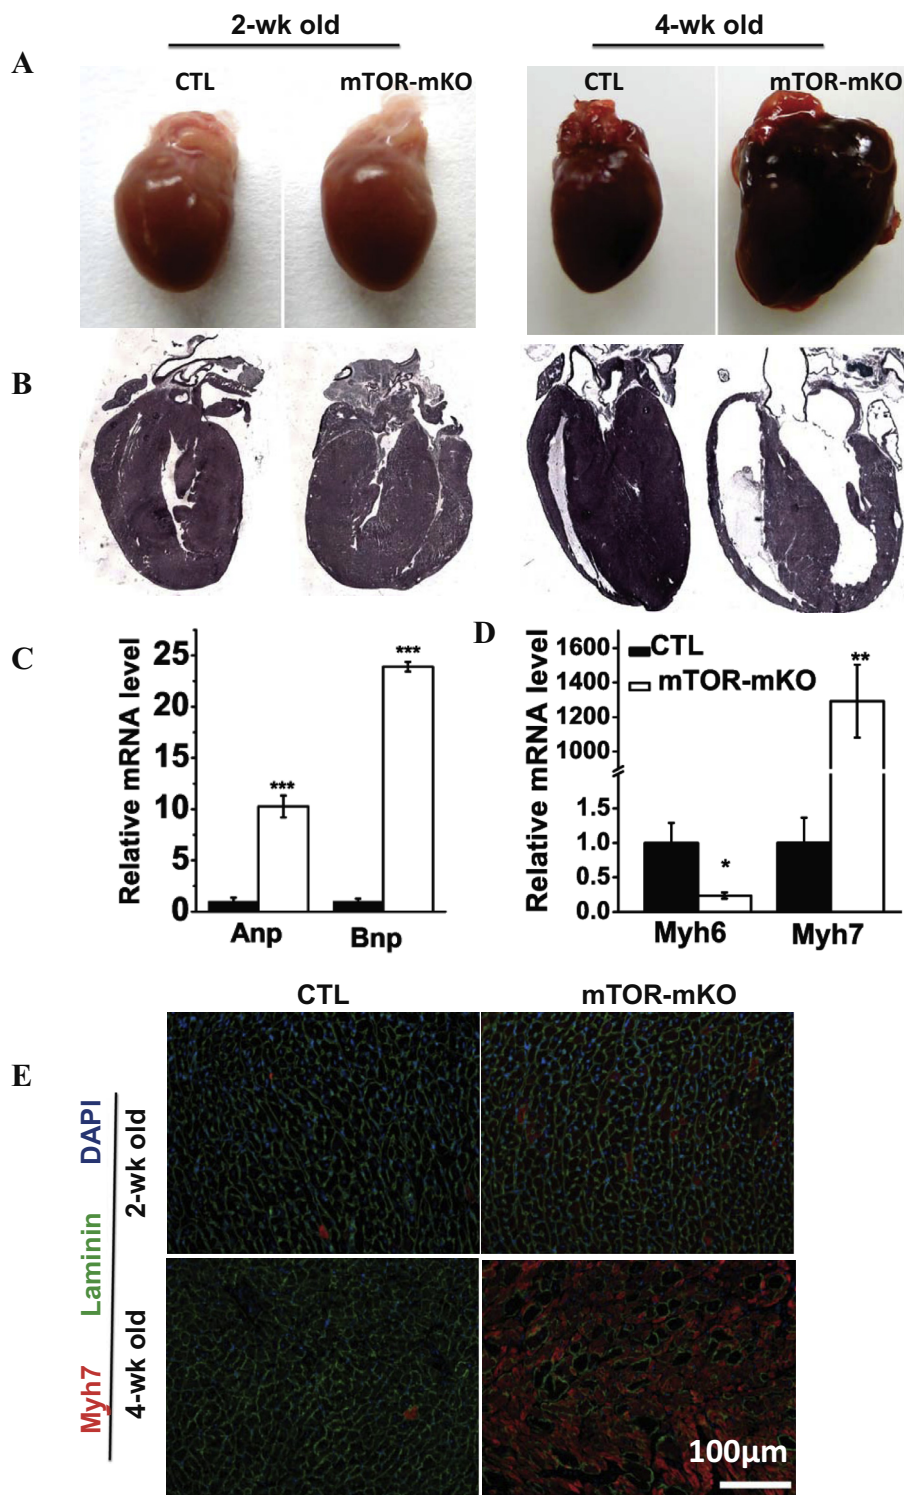 2-wk old
4-wk old
A
CTL
mTOR-mKO
CTL
mTOR-mKO
B
C
Relative mRNA level
25
20
15
10
5
0
***
***
Anp
Bnp
D
Relative mRNA level
1600
1400
1200
1000
1.5
1.0
0.5
0.0
CTL
mTOR-mKO
*
**
Myh6
Myh7
E
CTL
mTOR-mKO
Myh7 Laminin DAPI
2-wk old
4-wk old
100µm